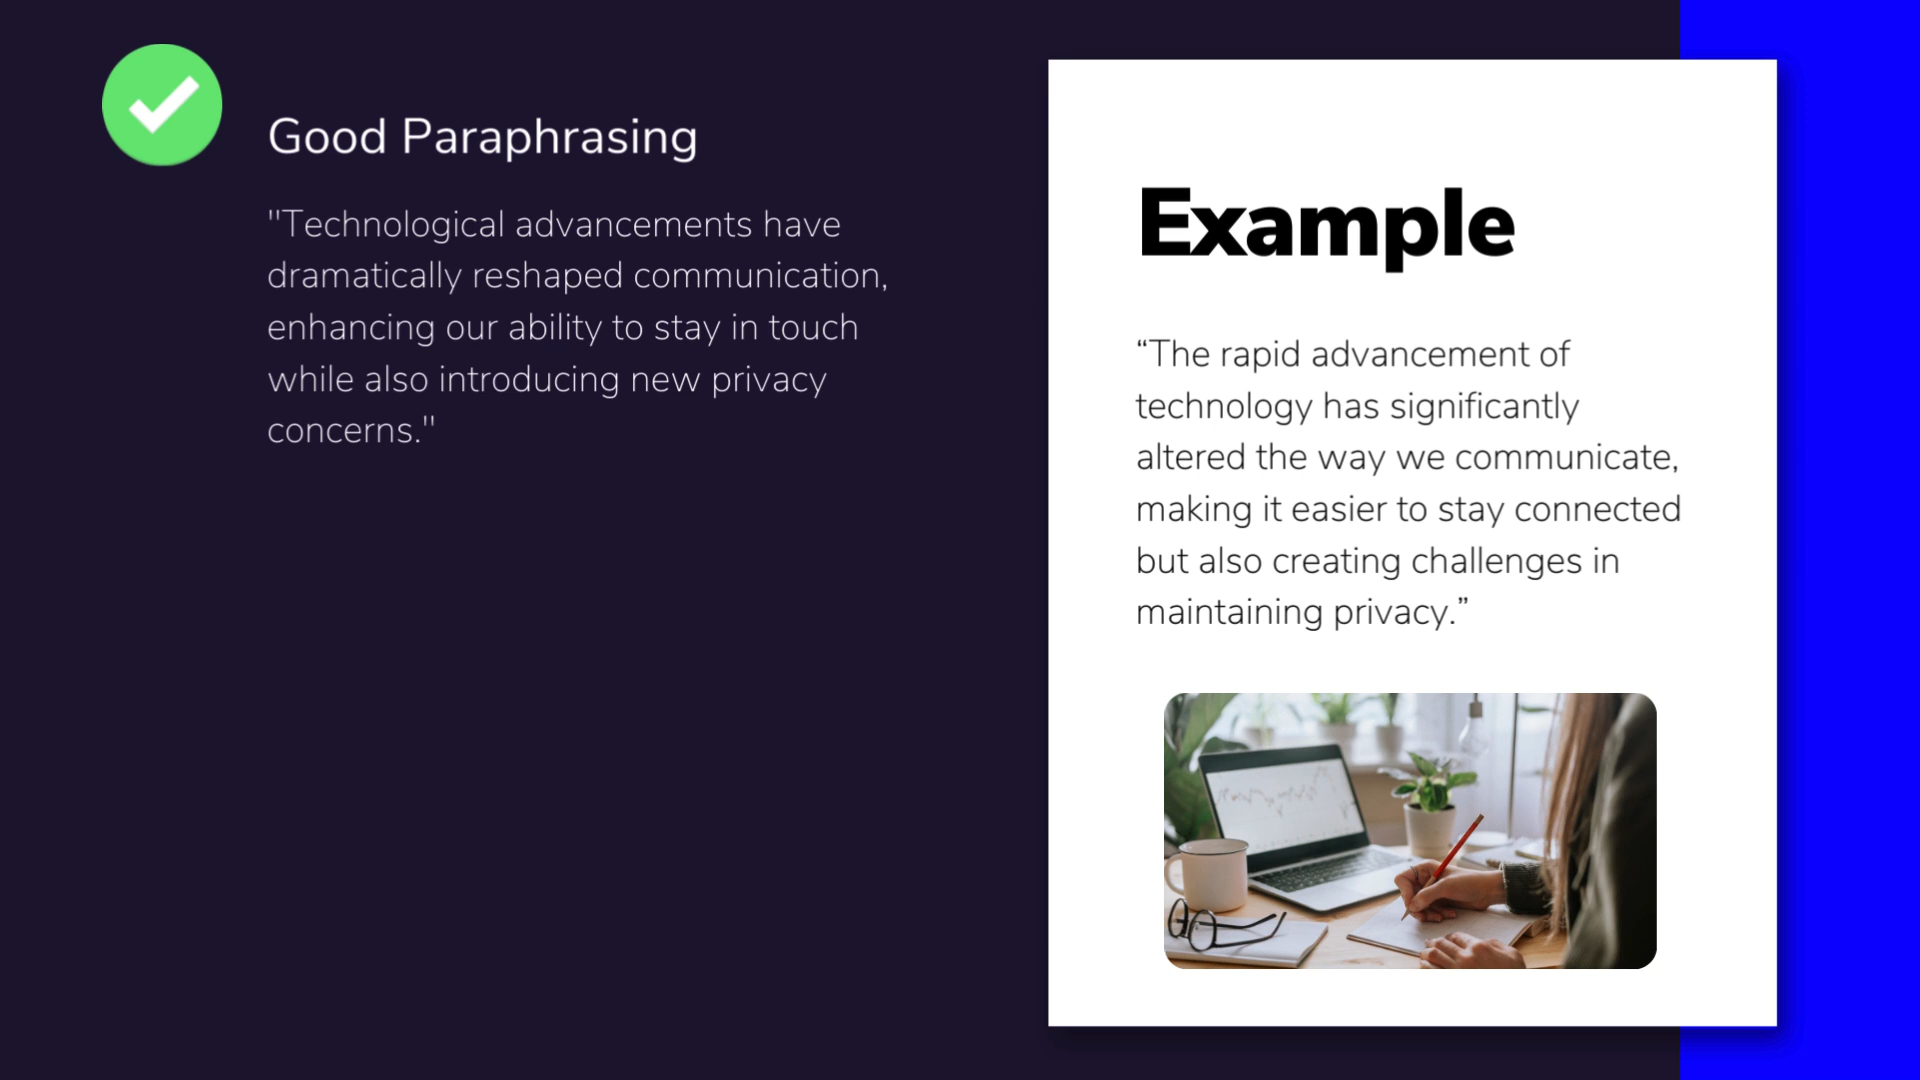 Good Paraphrasing
"Technological advancements have
dramatically reshaped communication,
enhancing our ability to stay in touch
while also introducing new privacy
concerns."
Example
“The rapid advancement of
technology has significantly
altered the way we communicate,
making it easier to stay connected
but also creating challenges in
maintaining privacy.”